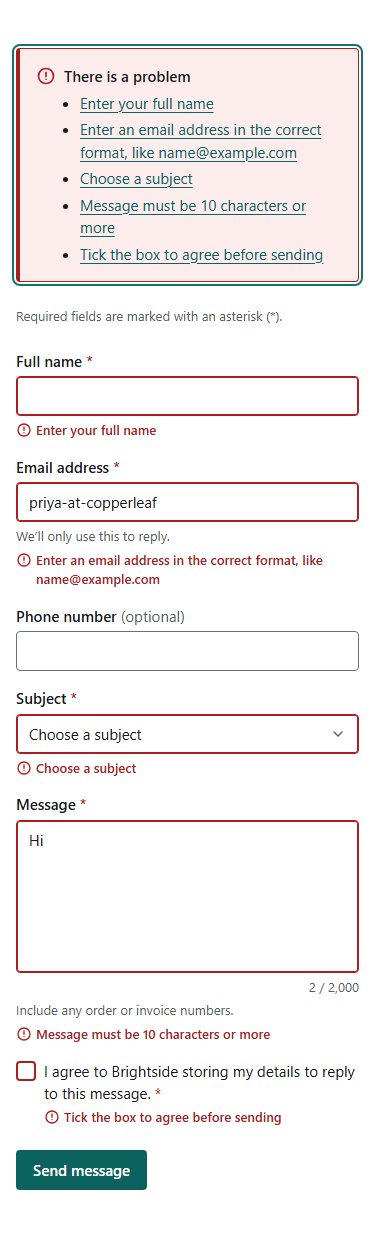 There is a problem
Enter your full name
Enter an email address in the correct
format, like name@example.com
Choose a subject
Message must be 10 characters or
more
Tick the box to agree before sending
Required fields are marked with an asterisk (*).
Full name *
Enter your full name
Email address *
priya-at-copperleaf
We'll only use this to reply.
Enter an email address in the correct format, like
name@example.com
Phone number (optional)
Subject *
Choose a subject
Choose a subject
Message *
Hi
2 / 2,000
Include any order or invoice numbers.
Message must be 10 characters or more
I agree to Brightside storing my details to reply
to this message. *
Tick the box to agree before sending
Send message